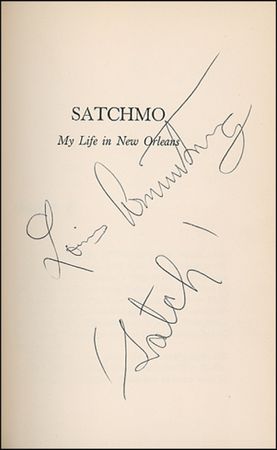 SATCHMO
My Life in New Orleans
Louis Armstrong
"Satch"